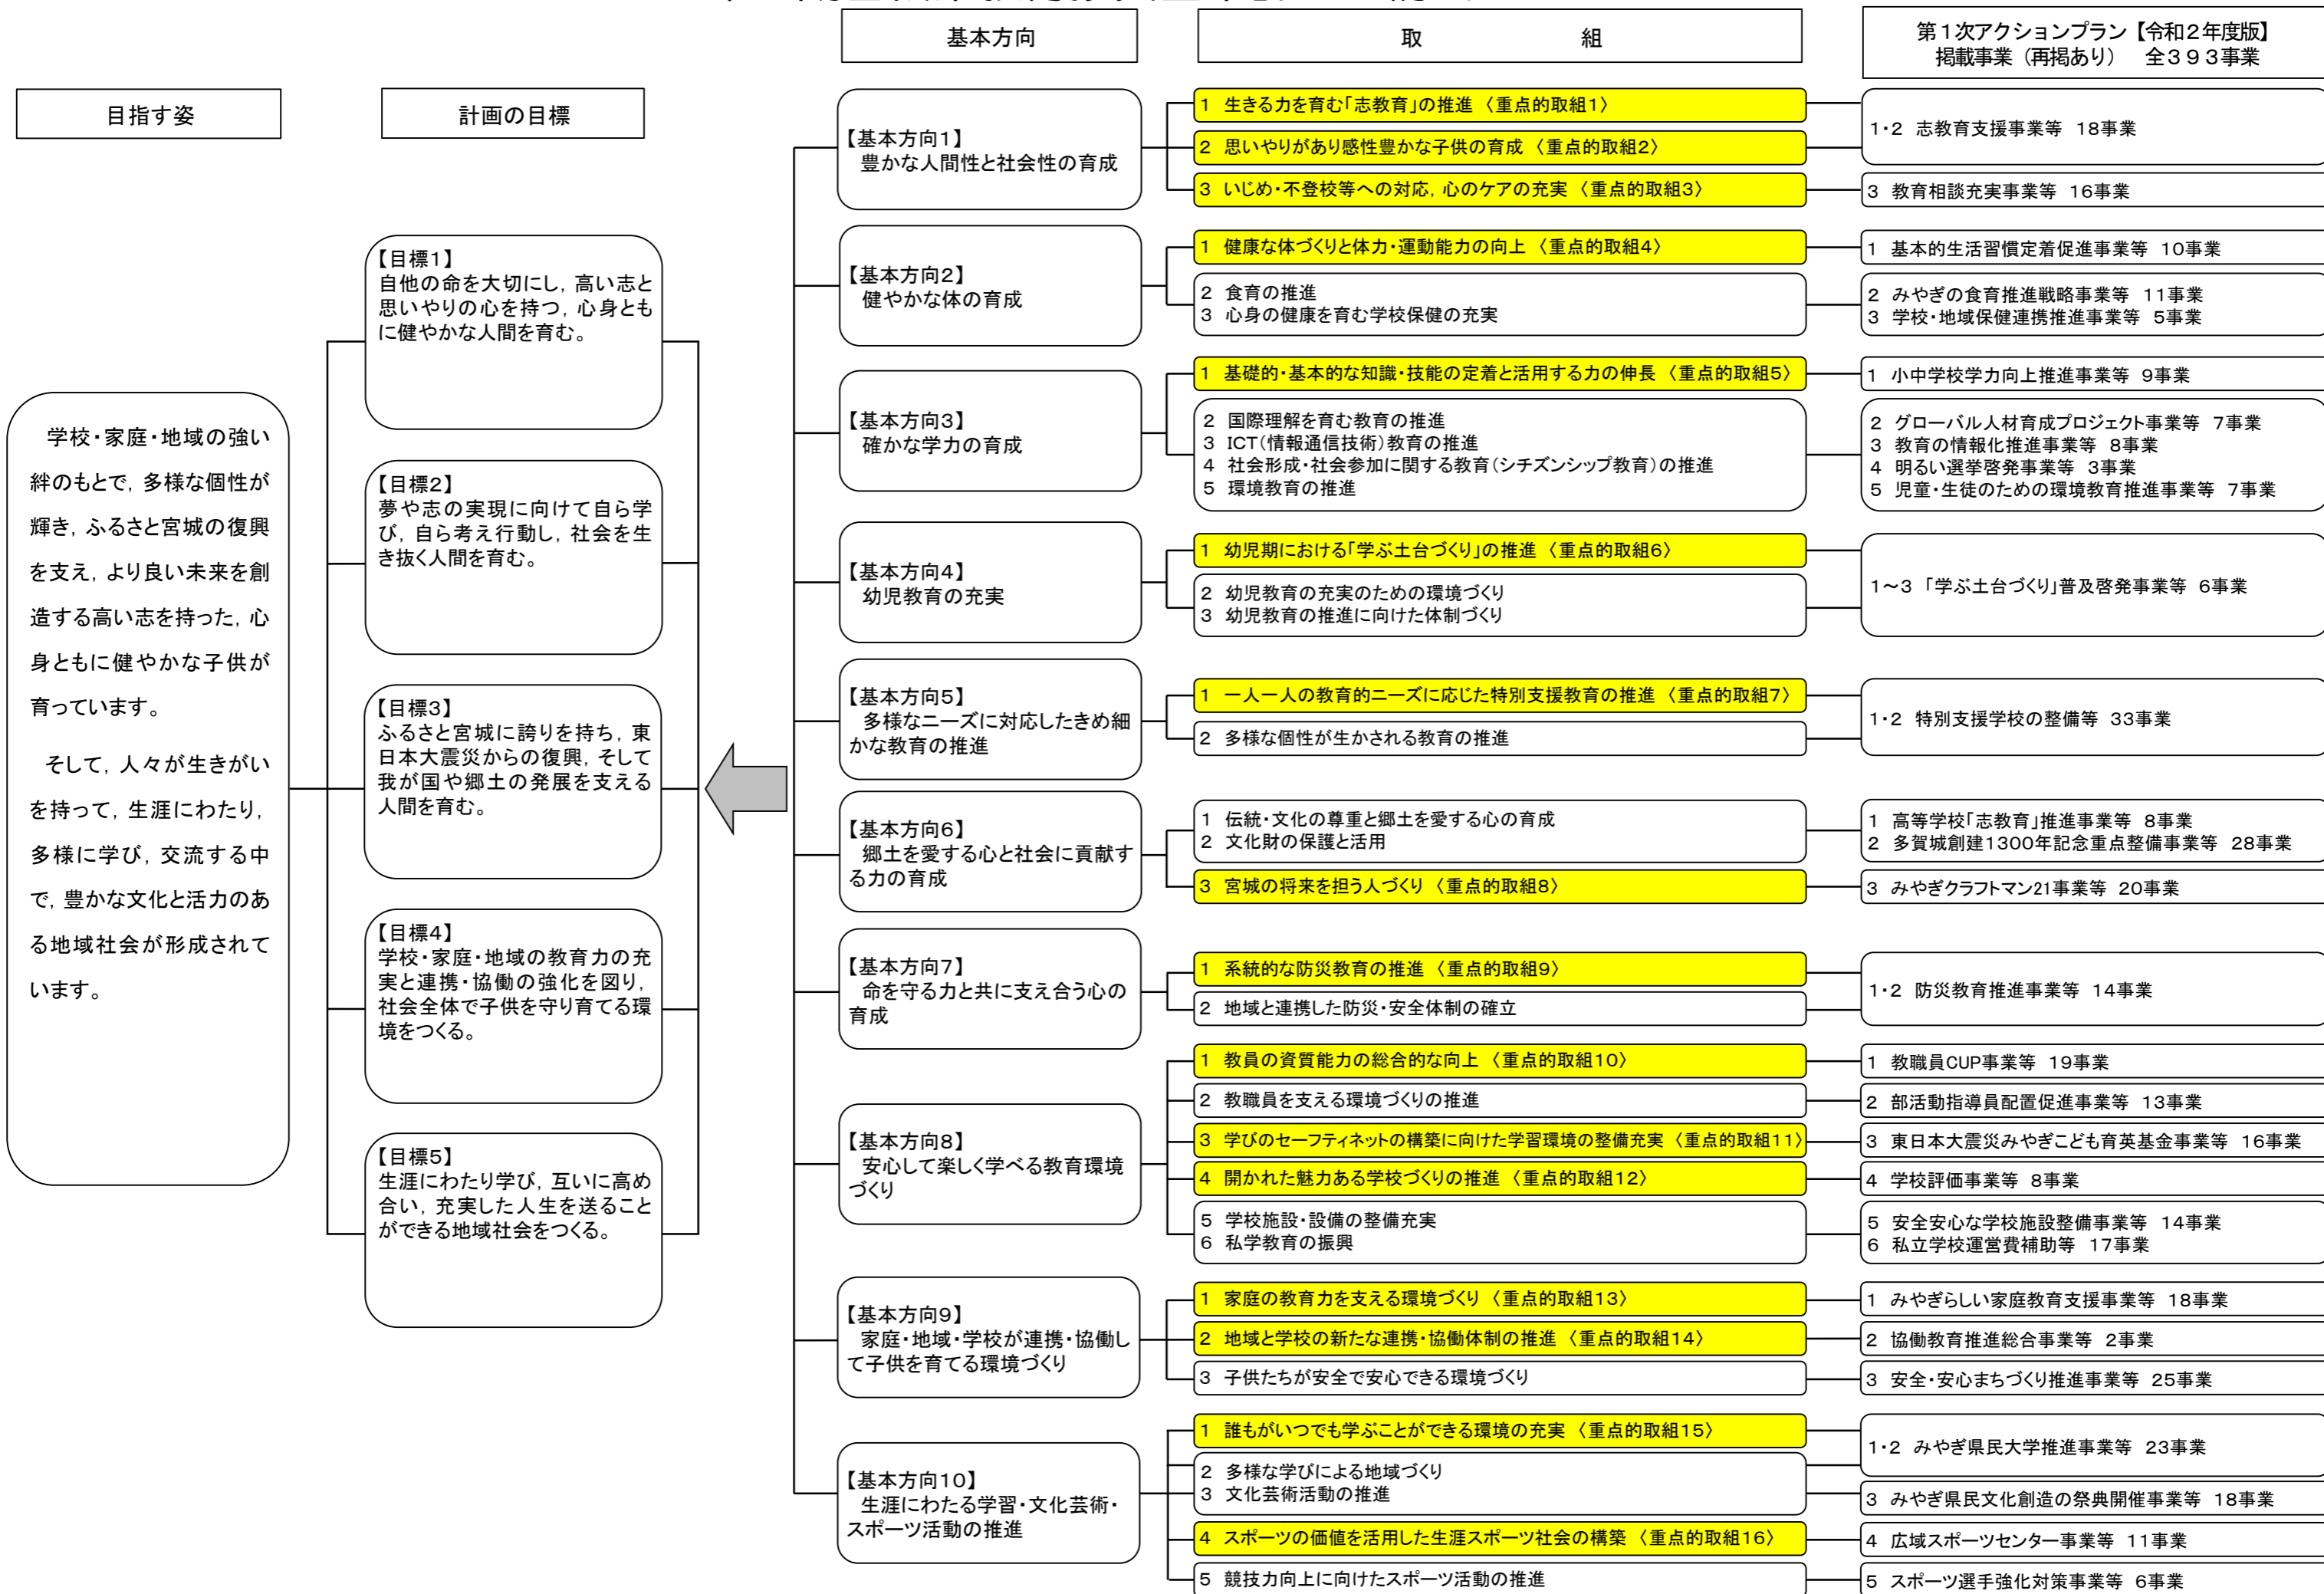 基本方向
取　　　　組
第１次アクションプラン【令和２年度版】
掲載事業（再掲あり）　全３９３事業
目指す姿
計画の目標
学校・家庭・地域の強い
絆のもとで，多様な個性が
輝き，ふるさと宮城の復興
を支え，より良い未来を創
造する高い志を持った，心
身ともに健やかな子供が
育っています。
そして，人々が生きがい
を持って，生涯にわたり，
多様に学び，交流する中
で，豊かな文化と活力のあ
る地域社会が形成されて
います。
【目標1】
自他の命を大切にし，高い志と
思いやりの心を持つ，心身とも
に健やかな人間を育む。
【目標2】
夢や志の実現に向けて自ら学
び，自ら考え行動し，社会を生
き抜く人間を育む。
【目標3】
ふるさと宮城に誇りを持ち，東
日本大震災からの復興，そして
我が国や郷土の発展を支える
人間を育む。
【目標4】
学校・家庭・地域の教育力の充
実と連携・協働の強化を図り，
社会全体で子供を守り育てる環
境をつくる。
【目標5】
生涯にわたり学び，互いに高め
合い，充実した人生を送ること
ができる地域社会をつくる。
【基本方向1】
豊かな人間性と社会性の育成
1　生きる力を育む「志教育」の推進〈重点的取組1〉
2　思いやりがあり感性豊かな子供の育成〈重点的取組2〉
3　いじめ・不登校等への対応，心のケアの充実〈重点的取組3〉
1・2　志教育支援事業等　18事業
3　教育相談充実事業等　16事業
【基本方向2】
健やかな体の育成
1　健康な体づくりと体力・運動能力の向上〈重点的取組4〉
2　食育の推進
3　心身の健康を育む学校保健の充実
1　基本的生活習慣定着促進事業等　10事業
2　みやぎの食育推進戦略事業等　11事業
3　学校・地域保健連携推進事業等　5事業
【基本方向3】
確かな学力の育成
1　基礎的・基本的な知識・技能の定着と活用する力の伸長〈重点的取組5〉
2　国際理解を育む教育の推進
3　ICT（情報通信技術）教育の推進
4　社会形成・社会参加に関する教育（シチズンシップ教育）の推進
5　環境教育の推進
1　小中学校学力向上推進事業等　9事業
2　グローバル人材育成プロジェクト事業等　7事業
3　教育の情報化推進事業等　8事業
4　明るい選挙啓発事業等　3事業
5　児童・生徒のための環境教育推進事業等　7事業
【基本方向4】
幼児教育の充実
1　幼児期における「学ぶ土台づくり」の推進〈重点的取組6〉
2　幼児教育の充実のための環境づくり
3　幼児教育の推進に向けた体制づくり
1～3　「学ぶ土台づくり」普及啓発事業等　6事業
【基本方向5】
多様なニーズに対応したきめ細
かな教育の推進
1　一人一人の教育的ニーズに応じた特別支援教育の推進〈重点的取組7〉
2　多様な個性が生かされる教育の推進
1・2　特別支援学校の整備等　33事業
【基本方向6】
郷土を愛する心と社会に貢献す
る力の育成
1　伝統・文化の尊重と郷土を愛する心の育成
2　文化財の保護と活用
3　宮城の将来を担う人づくり〈重点的取組8〉
1　高等学校「志教育」推進事業等　8事業
2　多賀城創建1300年記念重点整備事業等　28事業
3　みやぎクラフトマン21事業等　20事業
【基本方向7】
命を守る力と共に支え合う心の
育成
1　系統的な防災教育の推進〈重点的取組9〉
2　地域と連携した防災・安全体制の確立
1・2　防災教育推進事業等　14事業
【基本方向8】
安心して楽しく学べる教育環境
づくり
1　教員の資質能力の総合的な向上〈重点的取組10〉
2　教職員を支える環境づくりの推進
3　学びのセーフティネットの構築に向けた学習環境の整備充実〈重点的取組11〉
4　開かれた魅力ある学校づくりの推進〈重点的取組12〉
5　学校施設・設備の整備充実
6　私学教育の振興
1　教職員CUP事業等　19事業
2　部活動指導員配置促進事業等　13事業
3　東日本大震災みやぎこども育英基金事業等　16事業
4　学校評価事業等　8事業
5　安全安心な学校施設整備事業等　14事業
6　私立学校運営費補助等　17事業
【基本方向9】
家庭・地域・学校が連携・協働し
て子供を育てる環境づくり
1　家庭の教育力を支える環境づくり〈重点的取組13〉
2　地域と学校の新たな連携・協働体制の推進〈重点的取組14〉
3　子供たちが安全で安心できる環境づくり
1　みやぎらしい家庭教育支援事業等　18事業
2　協働教育推進総合事業等　2事業
3　安全・安心まちづくり推進事業等　25事業
【基本方向10】
生涯にわたる学習・文化芸術・
スポーツ活動の推進
1　誰もがいつでも学ぶことができる環境の充実〈重点的取組15〉
2　多様な学びによる地域づくり
3　文化芸術活動の推進
4　スポーツの価値を活用した生涯スポーツ社会の構築〈重点的取組16〉
5　競技力向上に向けたスポーツ活動の推進
1・2　みやぎ県民大学推進事業等　23事業
3　みやぎ県民文化創造の祭典開催事業等　18事業
4　広域スポーツセンター事業等　11事業
5　スポーツ選手強化対策事業等　6事業